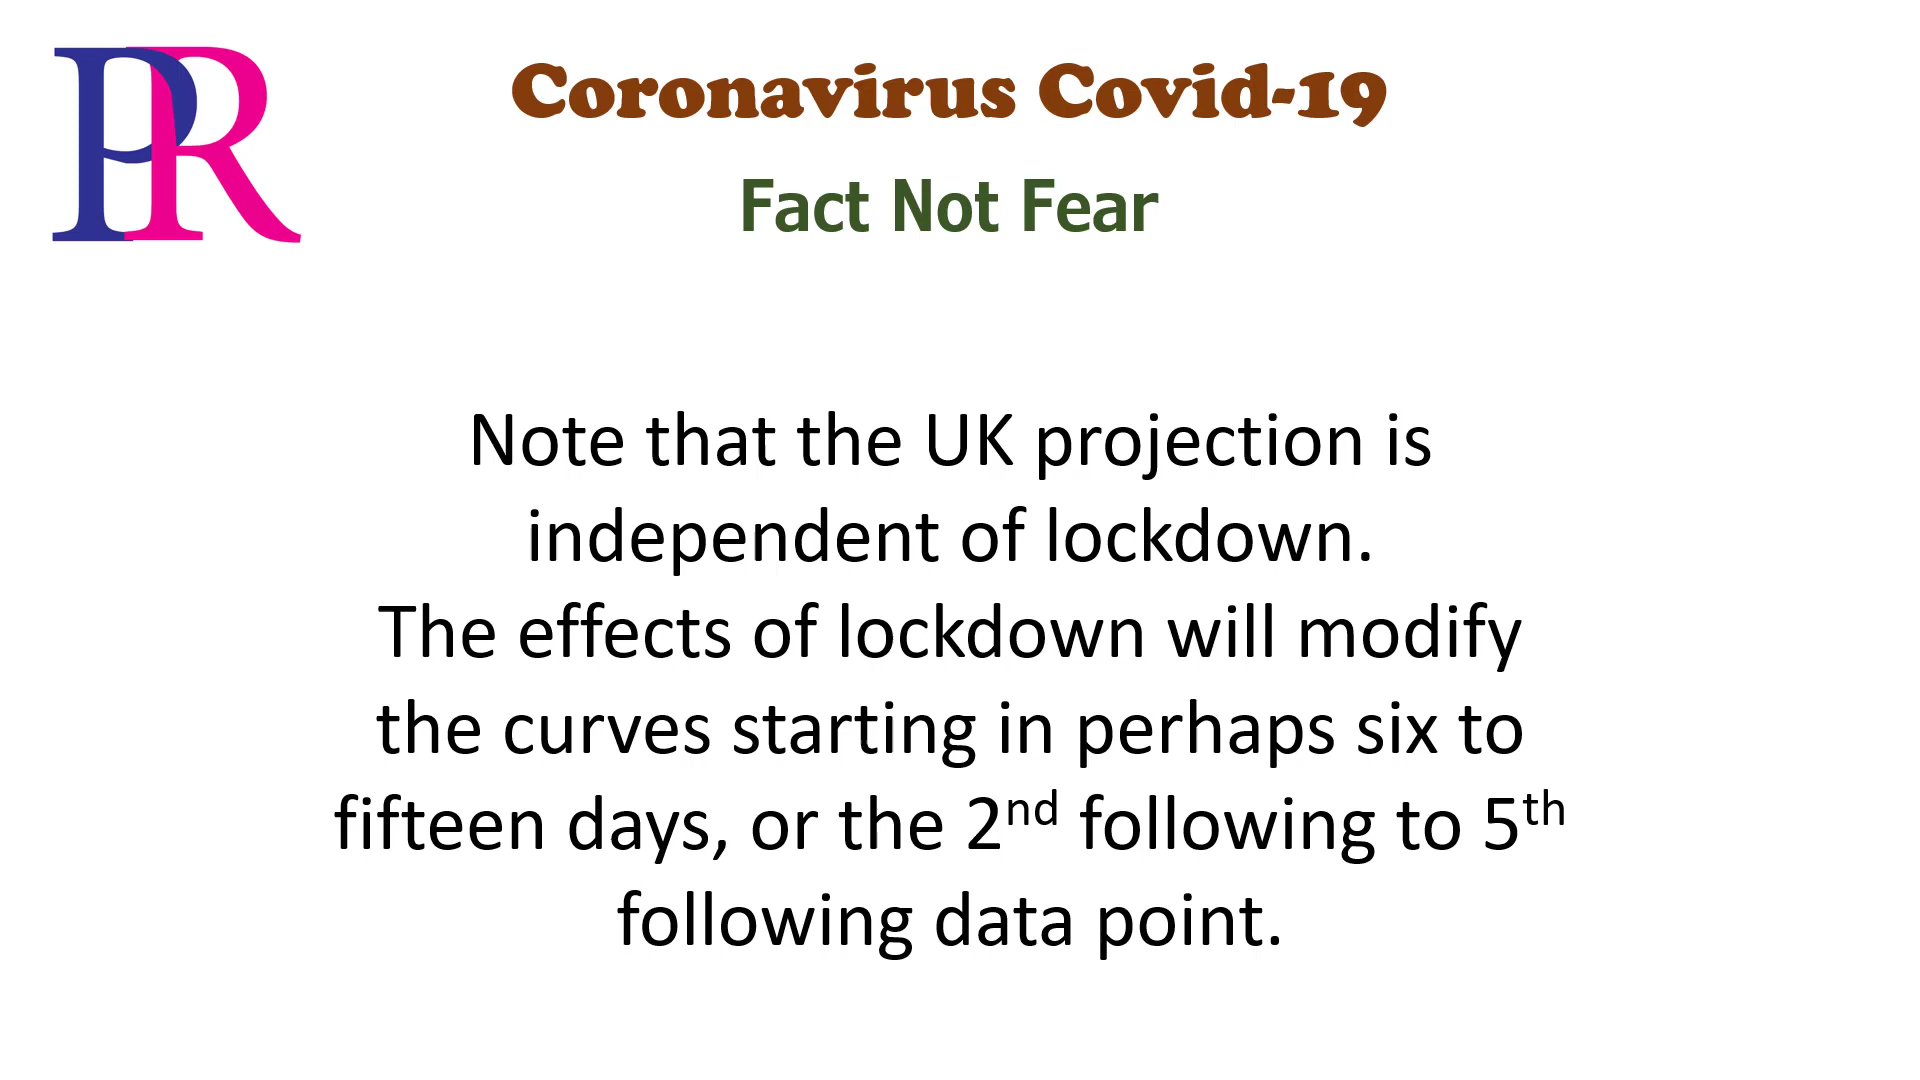 PR
Coronavirus Covid-19
Fact Not Fear
Note that the UK projection is
independent of lockdown.
The effects of lockdown will modify
the curves starting in perhaps six to
fifteen days, or the 2nd following to 5th
following data point.